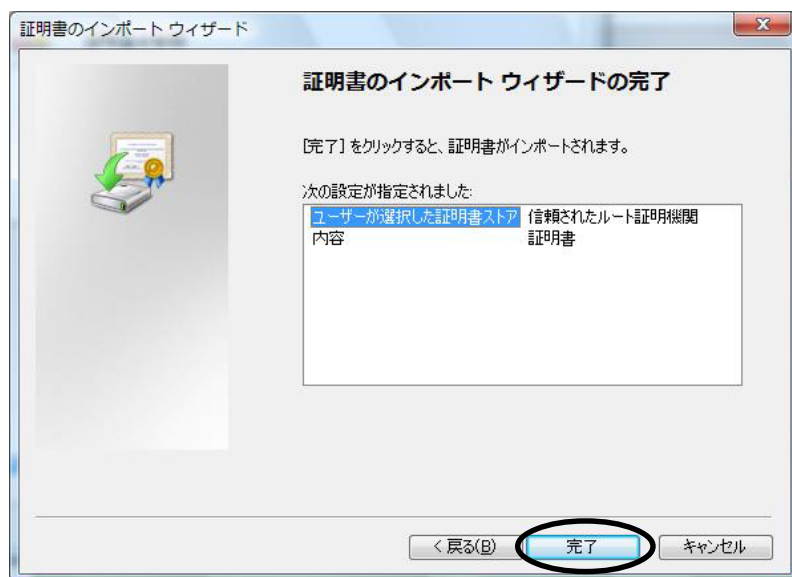 証明書のインポート ウィザード
証明書のインポート ウィザードの完了
[完了] をクリックすると、証明書がインポートされます。
次の設定が指定されました:
ユーザーが選択した証明書ストア 信頼されたルート証明機関
内容 証明書
< 戻る(B) 完了 キャンセル